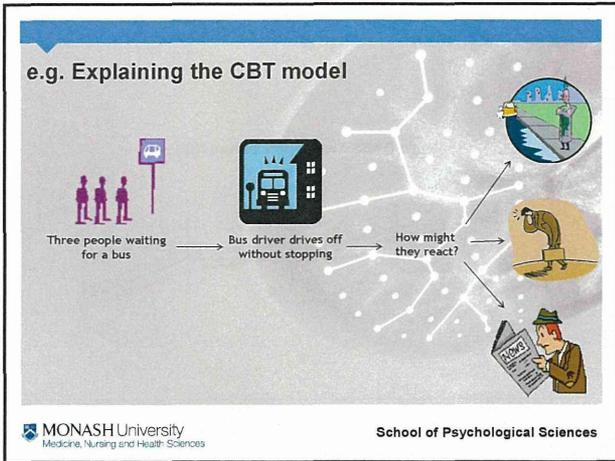 e.g. Explaining the CBT model
Three people waiting
for a bus
Bus driver drives off
without stopping
How might
they react?
NEWS
MONASH University
Medicine, Nursing and Health Sciences
School of Psychological Sciences